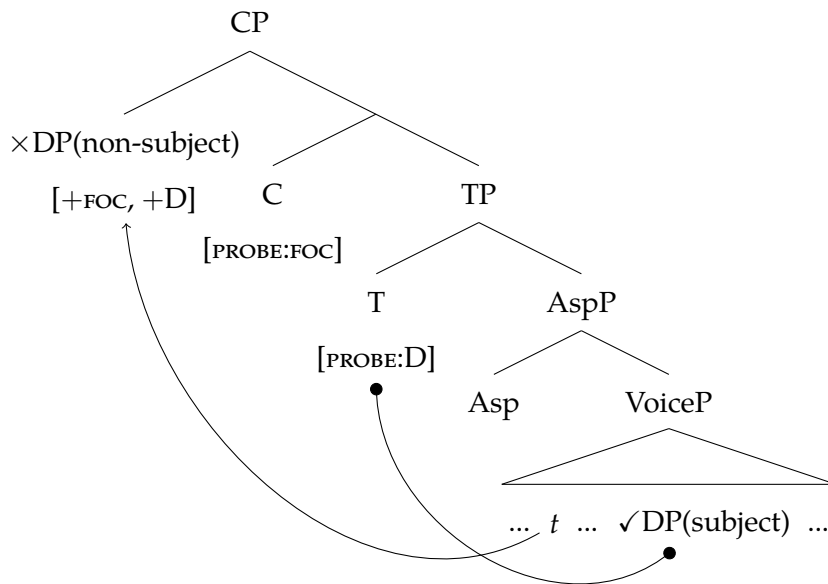 CP
×DP(non-subject)
[+FOC, +D]
C
TP
[PROBE:FOC]
T
AspP
[PROBE:D]
Asp
VoiceP
... t ... ✓DP(subject) ...